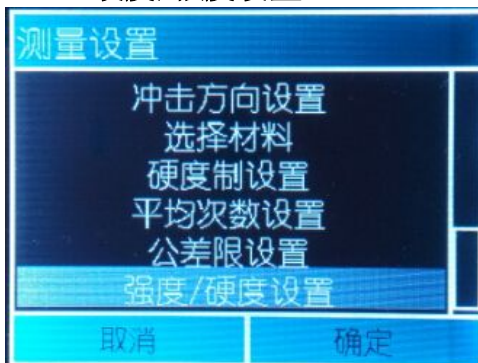 测量设置
冲击方向设置
选择材料
硬度制设置
平均次数设置
公差限设置
强度/硬度设置
取消 确定